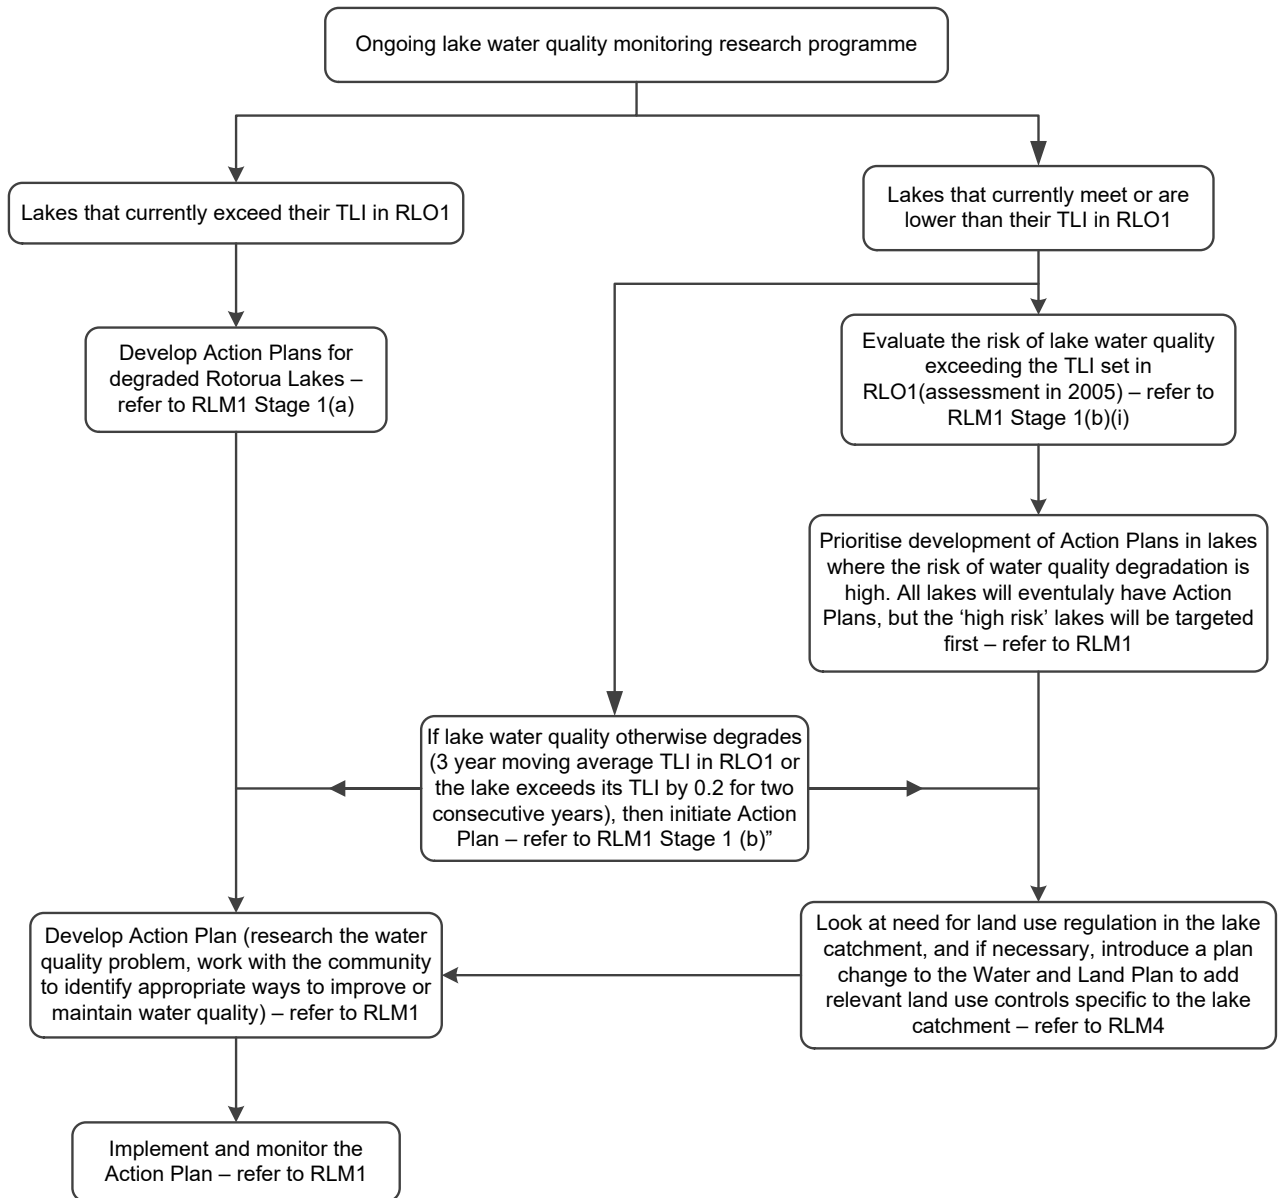 Ongoing lake water quality monitoring research programme
Lakes that currently exceed their TLI in RLO1
Lakes that currently meet or are
lower than their TLI in RLO1
Develop Action Plans for
degraded Rotorua Lakes –
refer to RLM1 Stage 1(a)
Evaluate the risk of lake water quality
exceeding the TLI set in
RLO1(assessment in 2005) – refer to
RLM1 Stage 1(b)(i)
Prioritise development of Action Plans in lakes
where the risk of water quality degradation is
high. All lakes will eventulaly have Action
Plans, but the ‘high risk’ lakes will be targeted
first – refer to RLM1
If lake water quality otherwise degrades
(3 year moving average TLI in RLO1 or
the lake exceeds its TLI by 0.2 for two
consecutive years), then initiate Action
Plan – refer to RLM1 Stage 1 (b)”
Develop Action Plan (research the water
quality problem, work with the community
to identify appropriate ways to improve or
maintain water quality) – refer to RLM1
Look at need for land use regulation in the lake
catchment, and if necessary, introduce a plan
change to the Water and Land Plan to add
relevant land use controls specific to the lake
catchment – refer to RLM4
Implement and monitor the
Action Plan – refer to RLM1